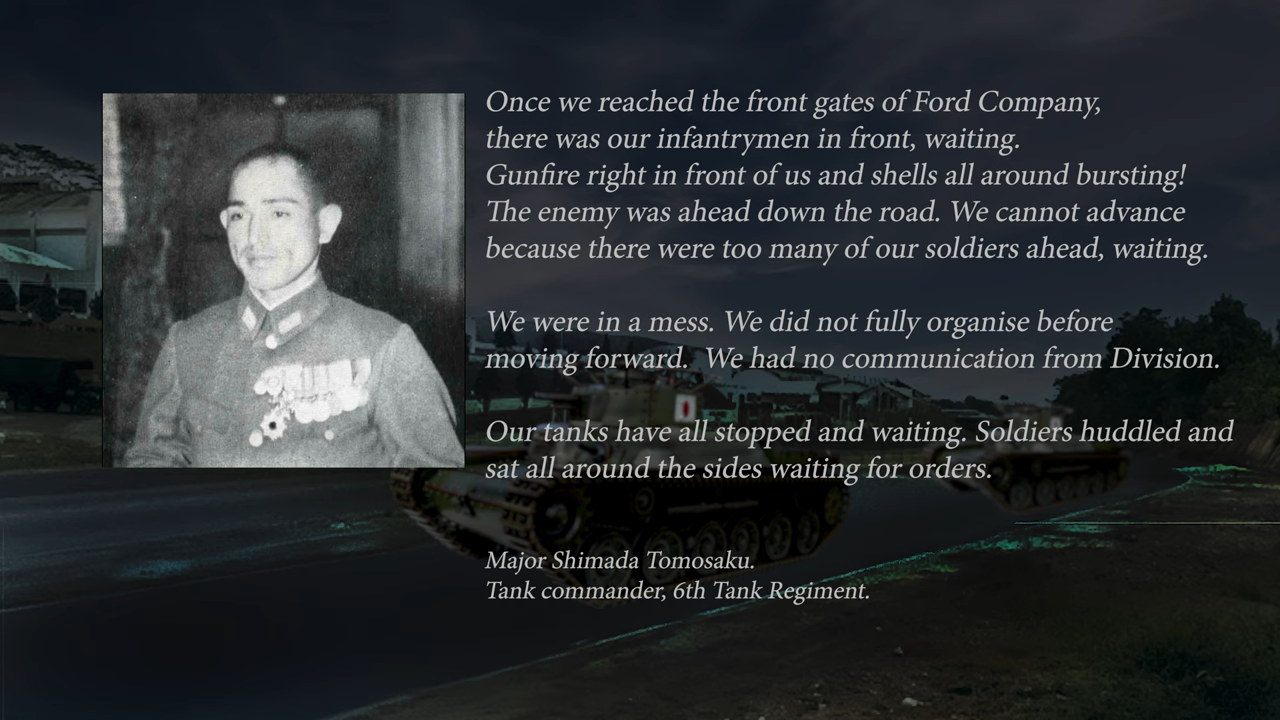 Once we reached the front gates of Ford Company,
there was our infantrymen in front, waiting.
Gunfire right in front of us and shells all around bursting!
The enemy was ahead down the road. We cannot advance
because there were too many of our soldiers ahead, waiting.
We were in a mess. We did not fully organise before
moving forward.  We had no communication from Division.
Our tanks have all stopped and waiting. Soldiers huddled and
sat all around the sides waiting for orders.
Major Shimada Tomosaku.
Tank commander, 6th Tank Regiment.